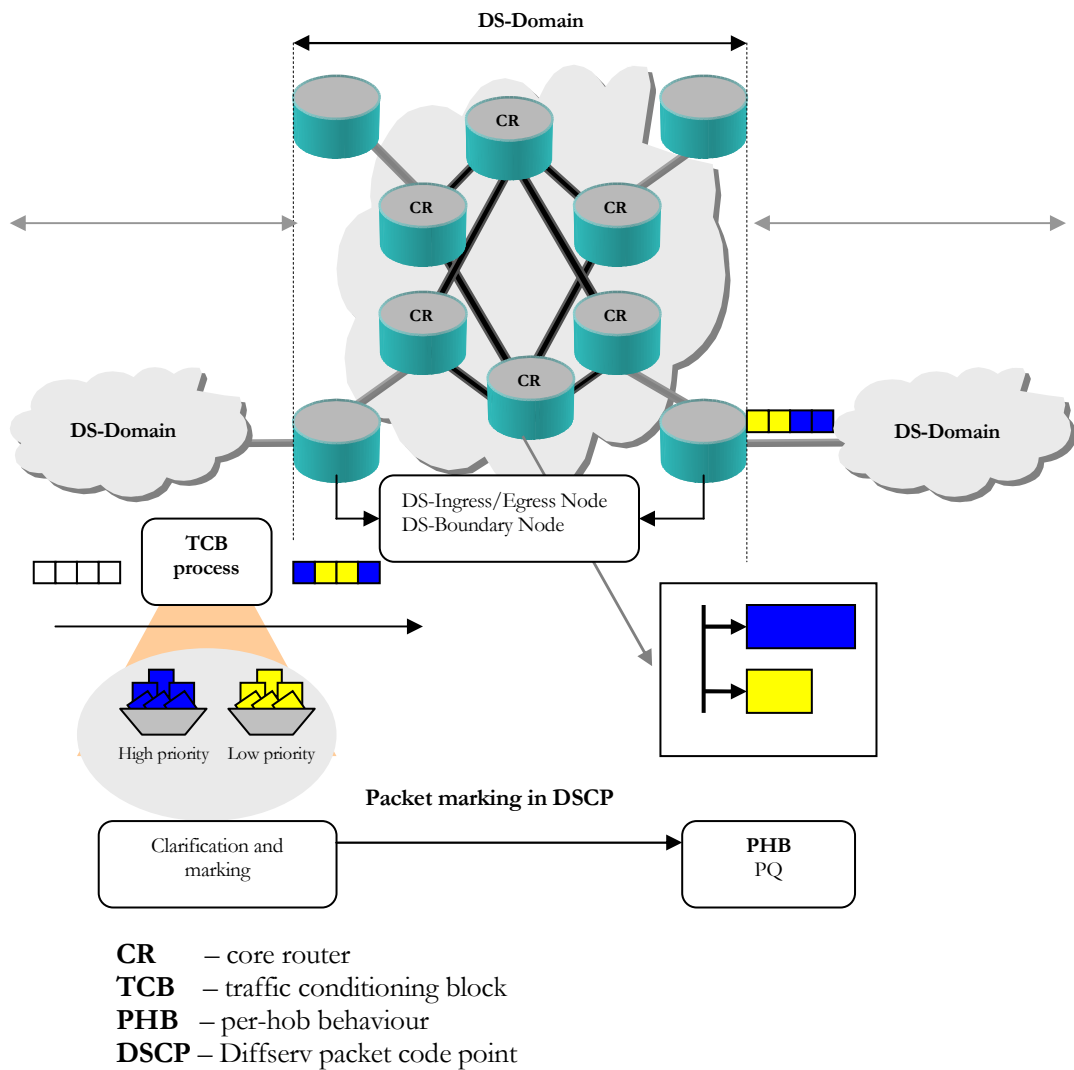 DS-Domain
CR
CR
CR
CR
CR
CR
DS-Domain
DS-Domain
DS-Ingress/Egress Node
DS-Boundary Node
TCB
process
High priority
Low priority
Packet marking in DSCP
Clarification and
marking
PHB
PQ
CR – core router
TCB – traffic conditioning block
PHB – per-hob behaviour
DSCP – Diffserv packet code point